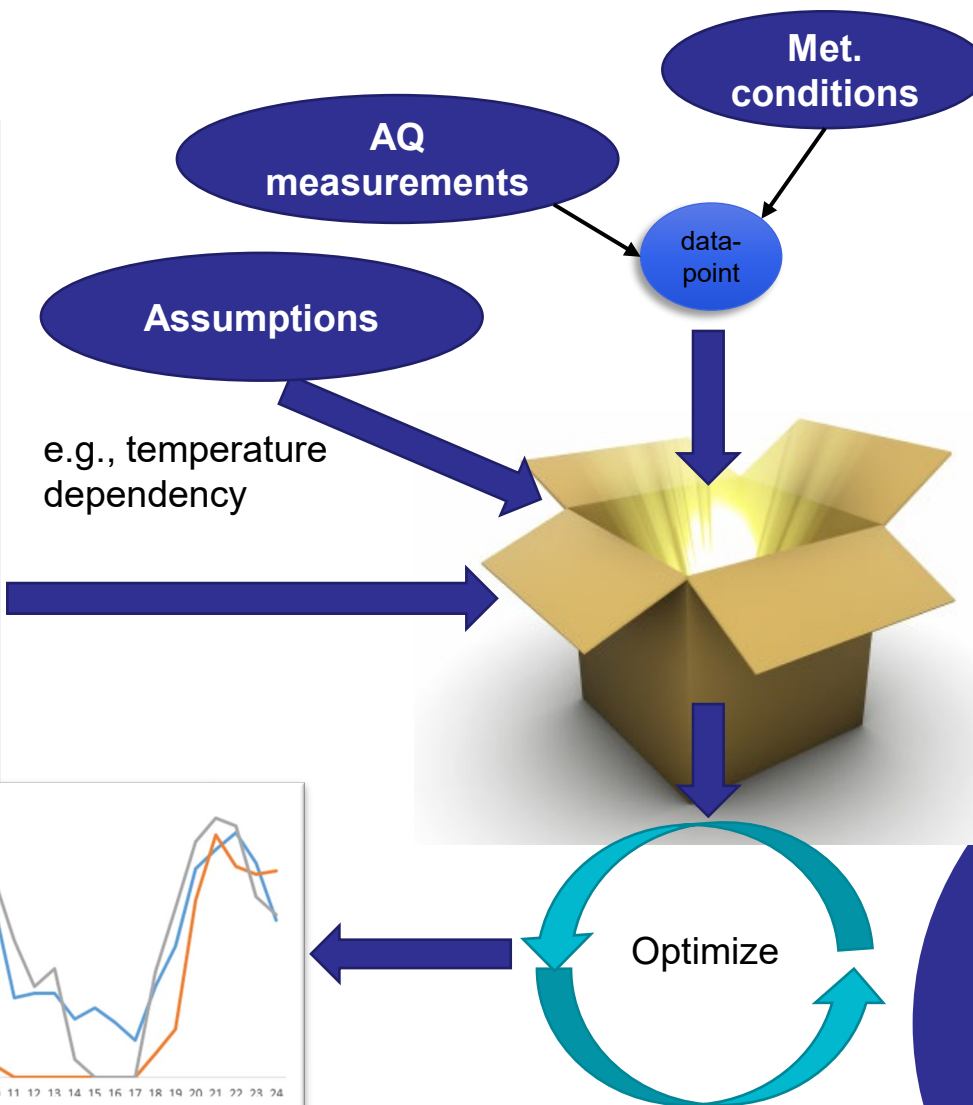 Met.
conditions
AQ
measurements
data-
point
Assumptions
e.g., temperature
dependency
Optimize
11 12 13 14 15 16 17 18 19 20 21 22 23 24